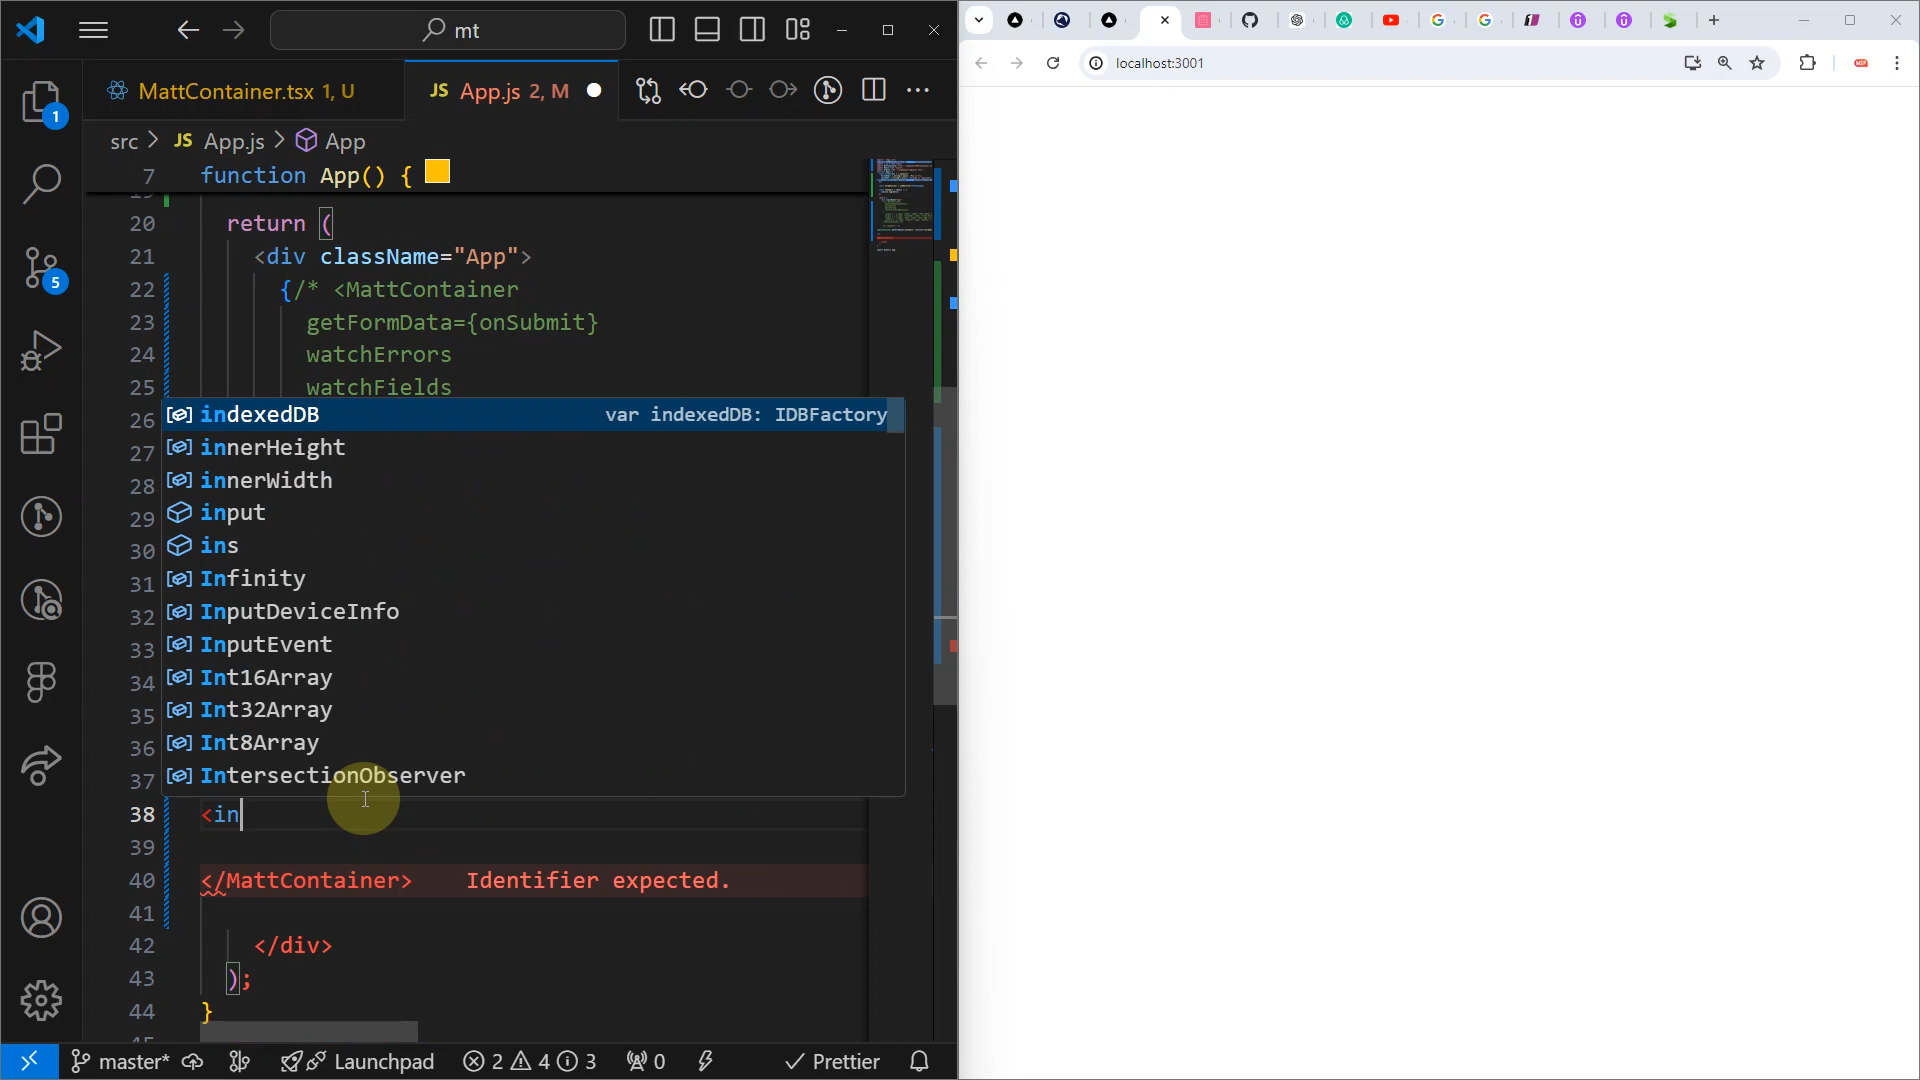 mt
localhost:3001
MattContainer.tsx 1, U
JS App.js 2, M
src > JS App.js > App
7 function App() {
20 return (
21 <div className="App">
22 {/* <MattContainer
23 getFormData={onSubmit}
24 watchErrors
25 watchFields
26 indexedDB var indexedDB: IDBFactory
27 innerHeight
28 innerWidth
29 input
30 ins
31 Infinity
32 InputDeviceInfo
33 InputEvent
34 Int16Array
35 Int32Array
36 Int8Array
37 IntersectionObserver
38 <in
39
40 </MattContainer> Identifier expected.
41
42 </div>
43 );
44 }
1
5
master* Launchpad 2 4 3 0 Prettier